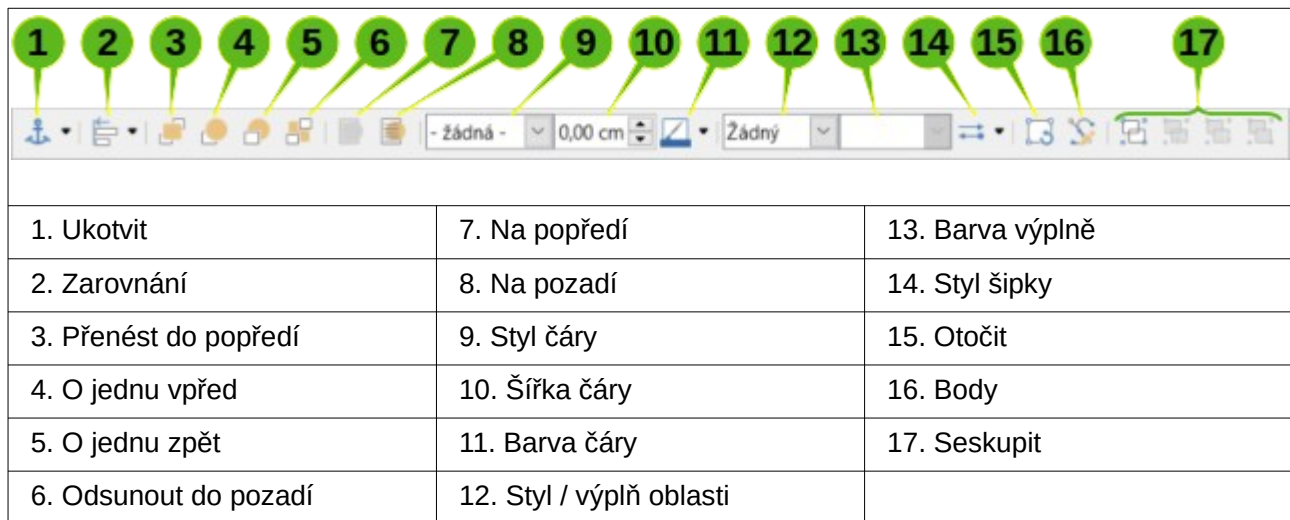 1 2 3 4 5 6 7 8 9 10 11 12 13 14 15 16 17
- žádná - 0,00 cm Žádný
1. Ukotvit 7. Na popředí 13. Barva výplně
2. Zarovnání 8. Na pozadí 14. Styl šipky
3. Přenést do popředí 9. Styl čáry 15. Otočit
4. O jednu vpřed 10. Šířka čáry 16. Body
5. O jednu zpět 11. Barva čáry 17. Seskupit
6. Odsunout do pozadí 12. Styl / výplň oblasti